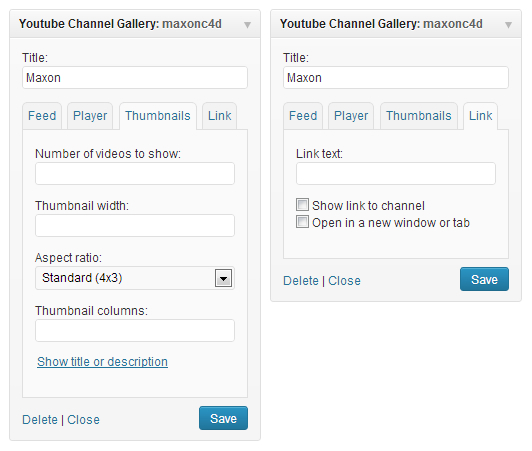 Youtube Channel Gallery: maxonc4d
Title:
Maxon
Feed Player Thumbnails Link
Number of videos to show:
Thumbnail width:
Aspect ratio:
Standard (4x3)
Thumbnail columns:
Show title or description
Delete | Close Save
Youtube Channel Gallery: maxonc4d
Title:
Maxon
Feed Player Thumbnails Link
Link text:
Show link to channel
Open in a new window or tab
Delete | Close Save